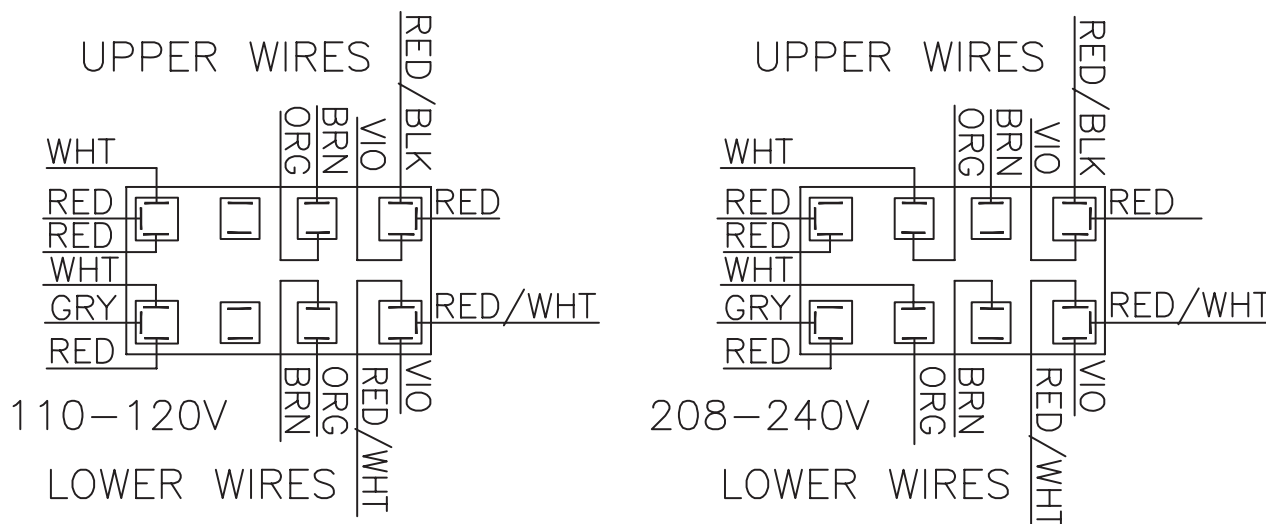 UPPER WIRES
RED/BLK
ORG
BRN
VIO
WHT
RED
RED
RED
WHT
GRY
RED/WHT
RED
BRN
ORG
RED/WHT
VIO
110-120V
LOWER WIRES
UPPER WIRES
RED/BLK
ORG
BRN
VIO
WHT
RED
RED
RED
WHT
GRY
RED/WHT
RED
ORG
BRN
RED/WHT
VIO
208-240V
LOWER WIRES